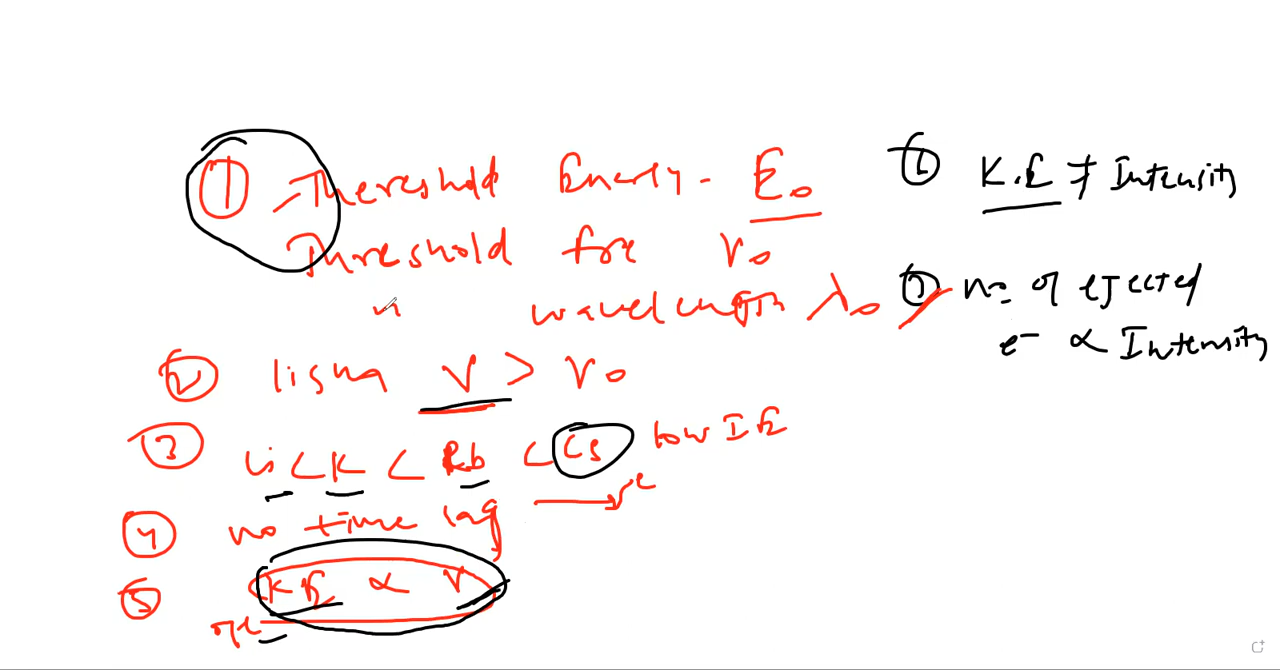 ① Thereshold Energy - E₀
Threshold fre ν₀
" wavelength λ₀
② ν > ν₀
③ Li < K < Rb < Cs low IE
④ no time lag
⑤ KE ∝ ν
of e
⑥ K.E ≠ Intensity
⑦ no of ejected
e⁻ ∝ Intensity